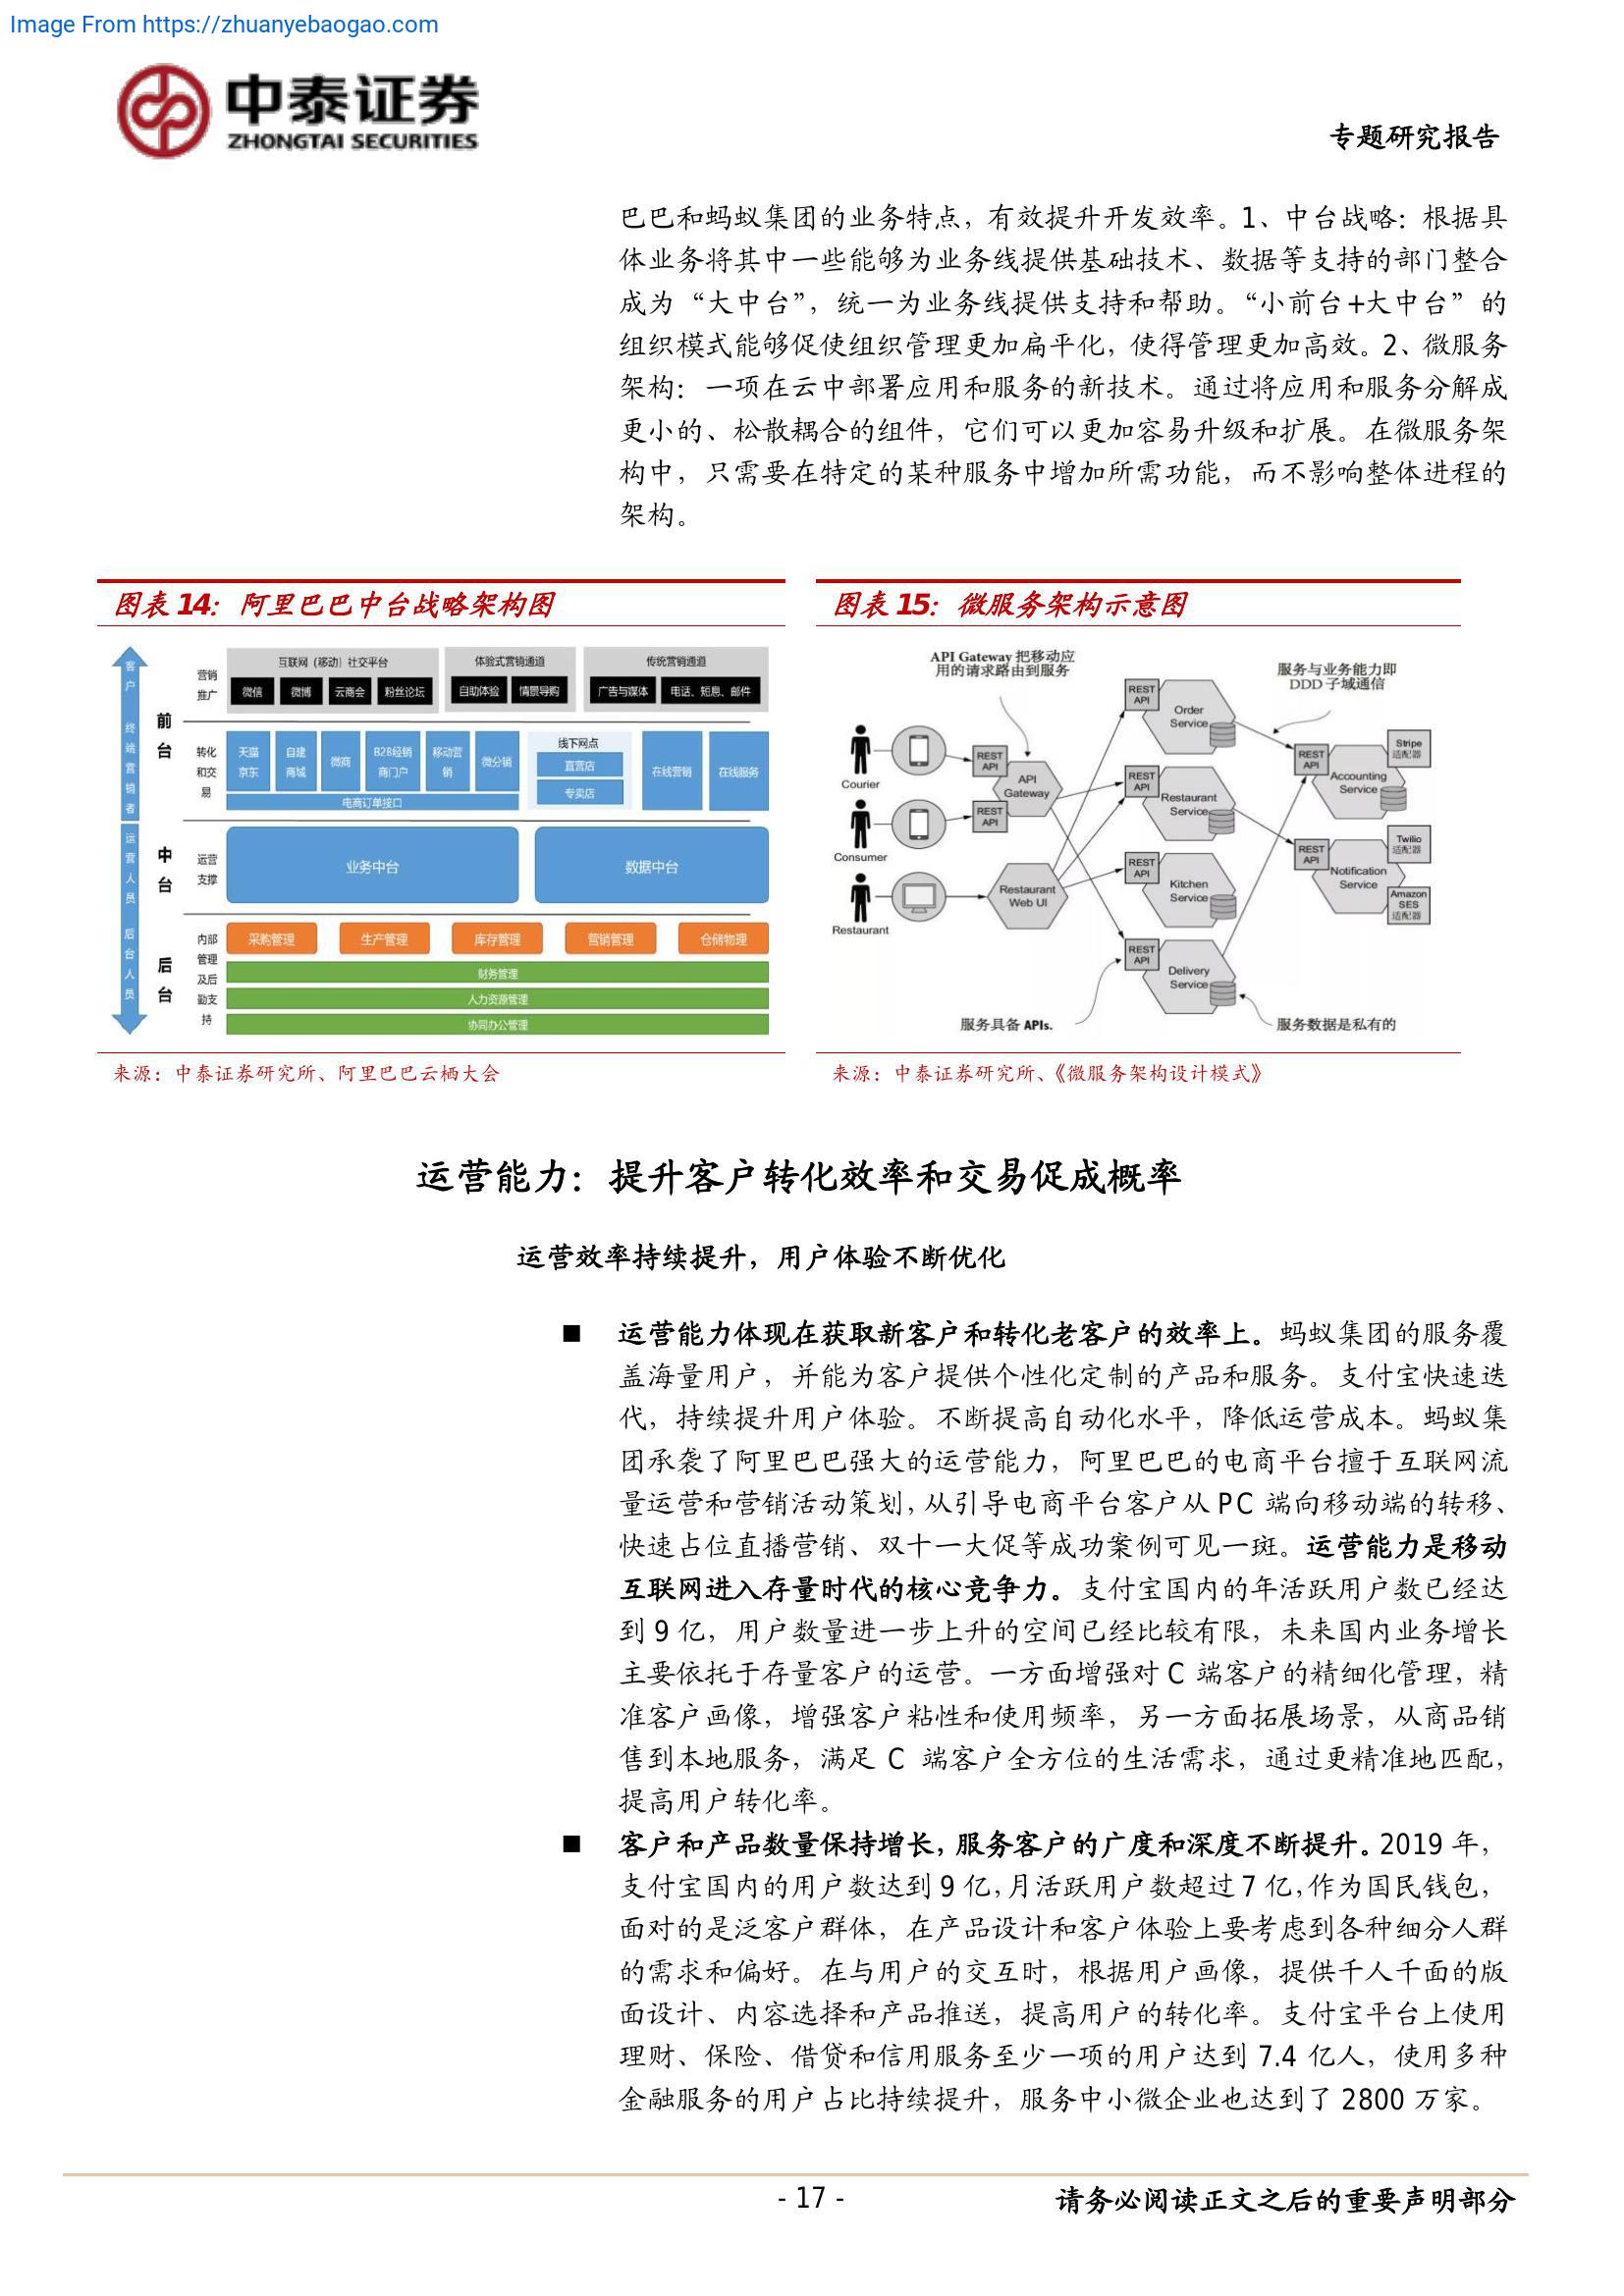 Image From https://zhuanyebaogao.com
中泰证券
ZHONGTAI SECURITIES
专题研究报告
巴巴和蚂蚁集团的业务特点，有效提升开发效率。1、中台战略：根据具
体业务将其中一些能够为业务线提供基础技术、数据等支持的部门整合
成为“大中台”，统一为业务线提供支持和帮助。“小前台+大中台”的
组织模式能够促使组织管理更加扁平化，使得管理更加高效。2、微服务
架构：一项在云中部署应用和服务的新技术。通过将应用和服务分解成
更小的、松散耦合的组件，它们可以更加容易升级和扩展。在微服务架
构中，只需要在特定的某种服务中增加所需功能，而不影响整体进程的
架构。
图表 14：阿里巴巴中台战略架构图
客户
终端营销者
运营人员
后台人员
前台
中台
后台
营销
推广
互联网（移动）社交平台
微信 微博 云商会 粉丝论坛
体验式营销通道
自助体验 情景导购
传统营销通道
广告与媒体 电话、短息、邮件
转化
和交
易
天猫
京东
自建
商城
微商
B2B经销
商门户
移动营
销
微分销
电商订单接口
线下网点
直营店
专卖店
在线营销
在线服务
运营
支撑
业务中台
数据中台
内部
管理
及后
勤支
持
采购管理 生产管理 库存管理 营销管理 仓储物理
财务管理
人力资源管理
协同办公管理
来源：中泰证券研究所、阿里巴巴云栖大会
图表 15：微服务架构示意图
API Gateway 把移动应
用的请求路由到服务
服务与业务能力即
DDD 子域通信
Courier
Consumer
Restaurant
REST
API
REST
API
API
Gateway
Restaurant
Web UI
REST
API
Order
Service
REST
API
Restaurant
Service
REST
API
Kitchen
Service
REST
API
Delivery
Service
REST
API
Accounting
Service
Stripe
适配器
REST
API
Notification
Service
Twilio
适配器
Amazon
SES
适配器
服务具备 APIs.
服务数据是私有的
来源：中泰证券研究所、《微服务架构设计模式》
运营能力：提升客户转化效率和交易促成概率
运营效率持续提升，用户体验不断优化
■ 运营能力体现在获取新客户和转化老客户的效率上。蚂蚁集团的服务覆
盖海量用户，并能为客户提供个性化定制的产品和服务。支付宝快速迭
代，持续提升用户体验。不断提高自动化水平，降低运营成本。蚂蚁集
团承袭了阿里巴巴强大的运营能力，阿里巴巴的电商平台擅于互联网流
量运营和营销活动策划，从引导电商平台客户从 PC 端向移动端的转移、
快速占位直播营销、双十一大促等成功案例可见一斑。运营能力是移动
互联网进入存量时代的核心竞争力。支付宝国内的年活跃用户数已经达
到 9 亿，用户数量进一步上升的空间已经比较有限，未来国内业务增长
主要依托于存量客户的运营。一方面增强对 C 端客户的精细化管理，精
准客户画像，增强客户粘性和使用频率，另一方面拓展场景，从商品销
售到本地服务，满足 C 端客户全方位的生活需求，通过更精准地匹配，
提高用户转化率。
■ 客户和产品数量保持增长，服务客户的广度和深度不断提升。2019 年，
支付宝国内的用户数达到 9 亿，月活跃用户数超过 7 亿，作为国民钱包，
面对的是泛客户群体，在产品设计和客户体验上要考虑到各种细分人群
的需求和偏好。在与用户的交互时，根据用户画像，提供千人千面的版
面设计、内容选择和产品推送，提高用户的转化率。支付宝平台上使用
理财、保险、借贷和信用服务至少一项的用户达到 7.4 亿人，使用多种
金融服务的用户占比持续提升，服务中小微企业也达到了 2800 万家。
- 17 -
请务必阅读正文之后的重要声明部分